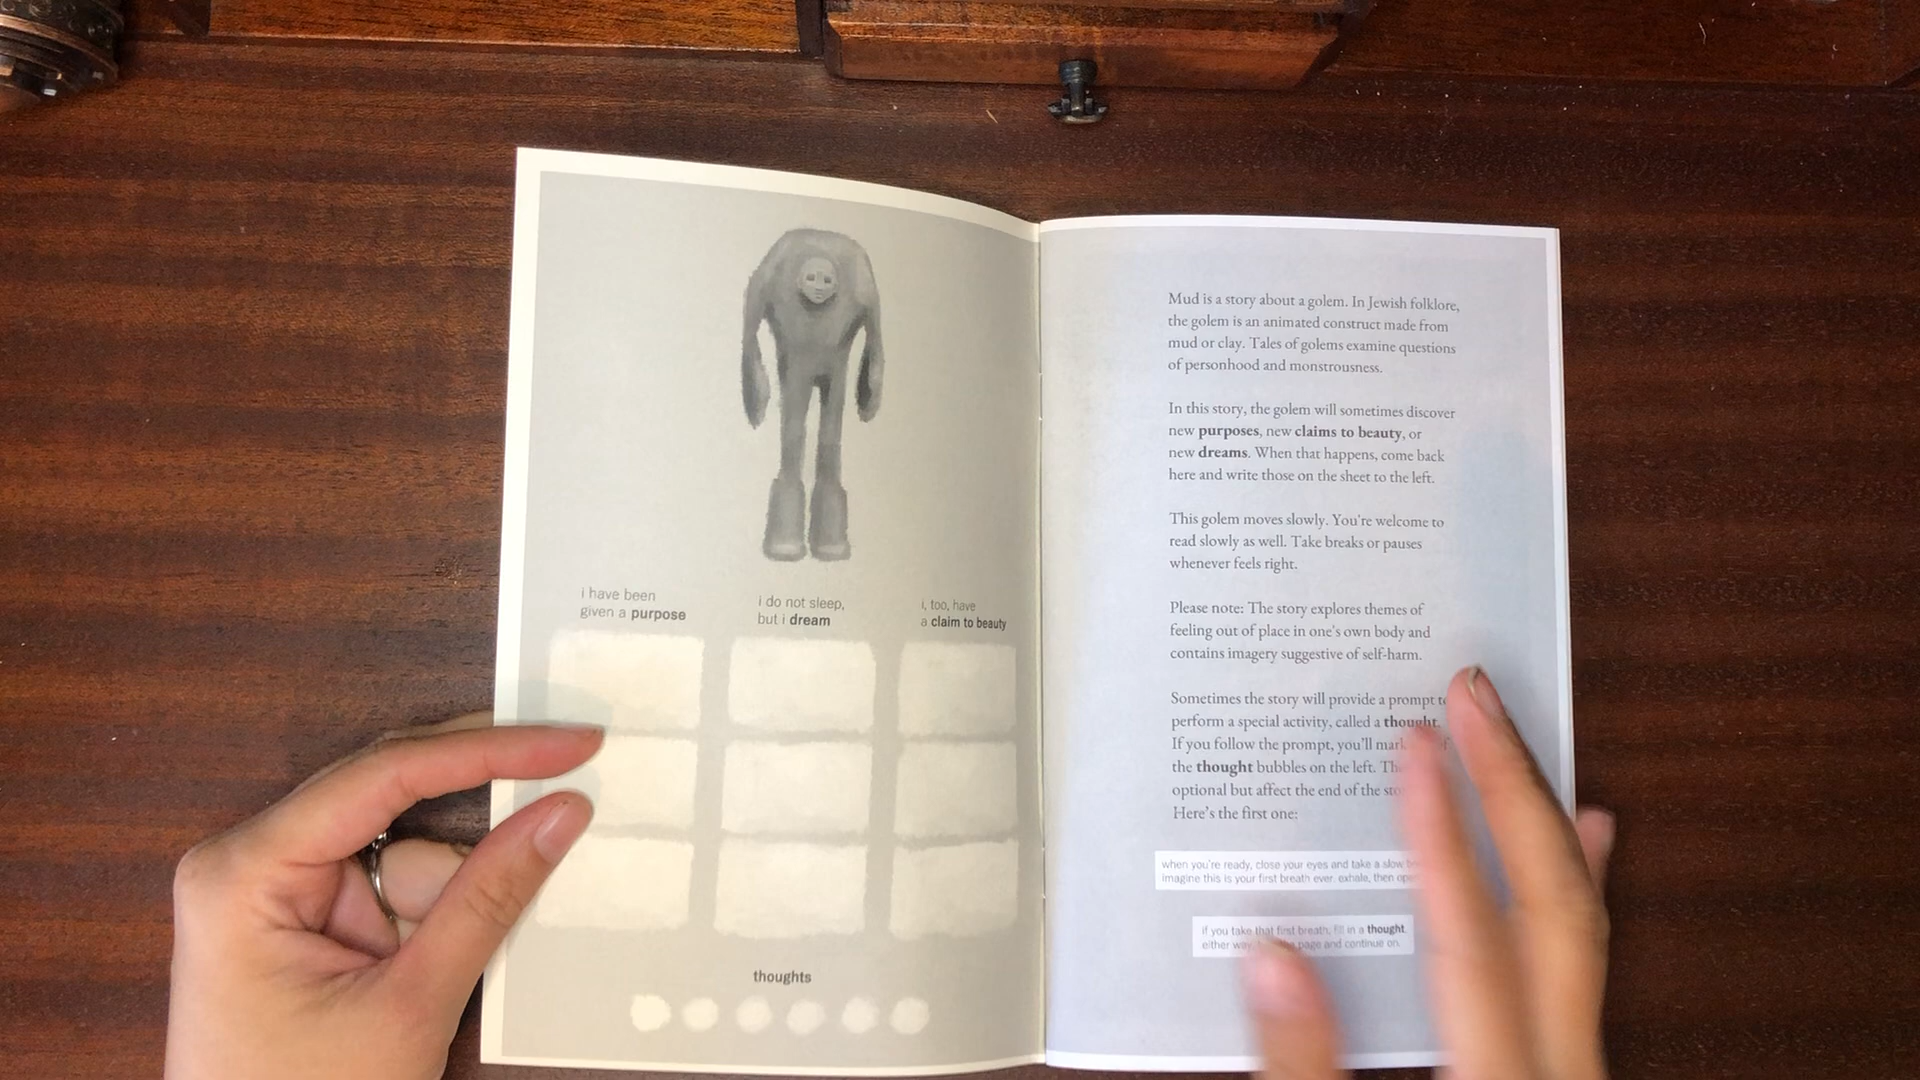 i have been
given a purpose
i do not sleep,
but i dream
i, too, have
a claim to beauty
thoughts
Mud is a story about a golem. In Jewish folklore,
the golem is an animated construct made from
mud or clay. Tales of golems examine questions
of personhood and monstrousness.
In this story, the golem will sometimes discover
new purposes, new claims to beauty, or
new dreams. When that happens, come back
here and write those on the sheet to the left.
This golem moves slowly. You're welcome to
read slowly as well. Take breaks or pauses
whenever feels right.
Please note: The story explores themes of
feeling out of place in one's own body and
contains imagery suggestive of self-harm.
Sometimes the story will provide a prompt to
perform a special activity, called a thought.
If you follow the prompt, you'll mark
the thought bubbles on the left.
optional but affect the end of the
Here's the first one:
when you're ready, close your eyes and take a slow
imagine this is your first breath ever. exhale, then
if you take that first breath, fill in a thought.
either way, page and continue on.